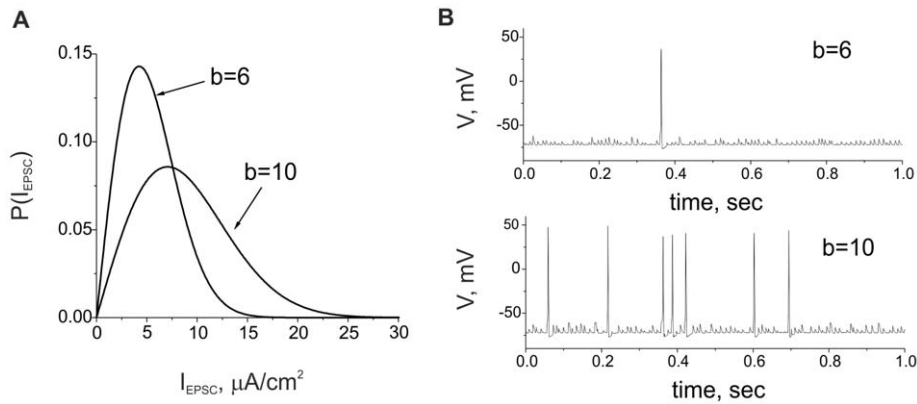 A
0.15
0.10
0.05
0.00
P(I_EPSC)
b=6
b=10
0 5 10 15 20 25 30
I_EPSC, μA/cm²
B
50
0
-50
V, mV
b=6
0.0 0.2 0.4 0.6 0.8 1.0
time, sec
50
0
-50
V, mV
b=10
0.0 0.2 0.4 0.6 0.8 1.0
time, sec